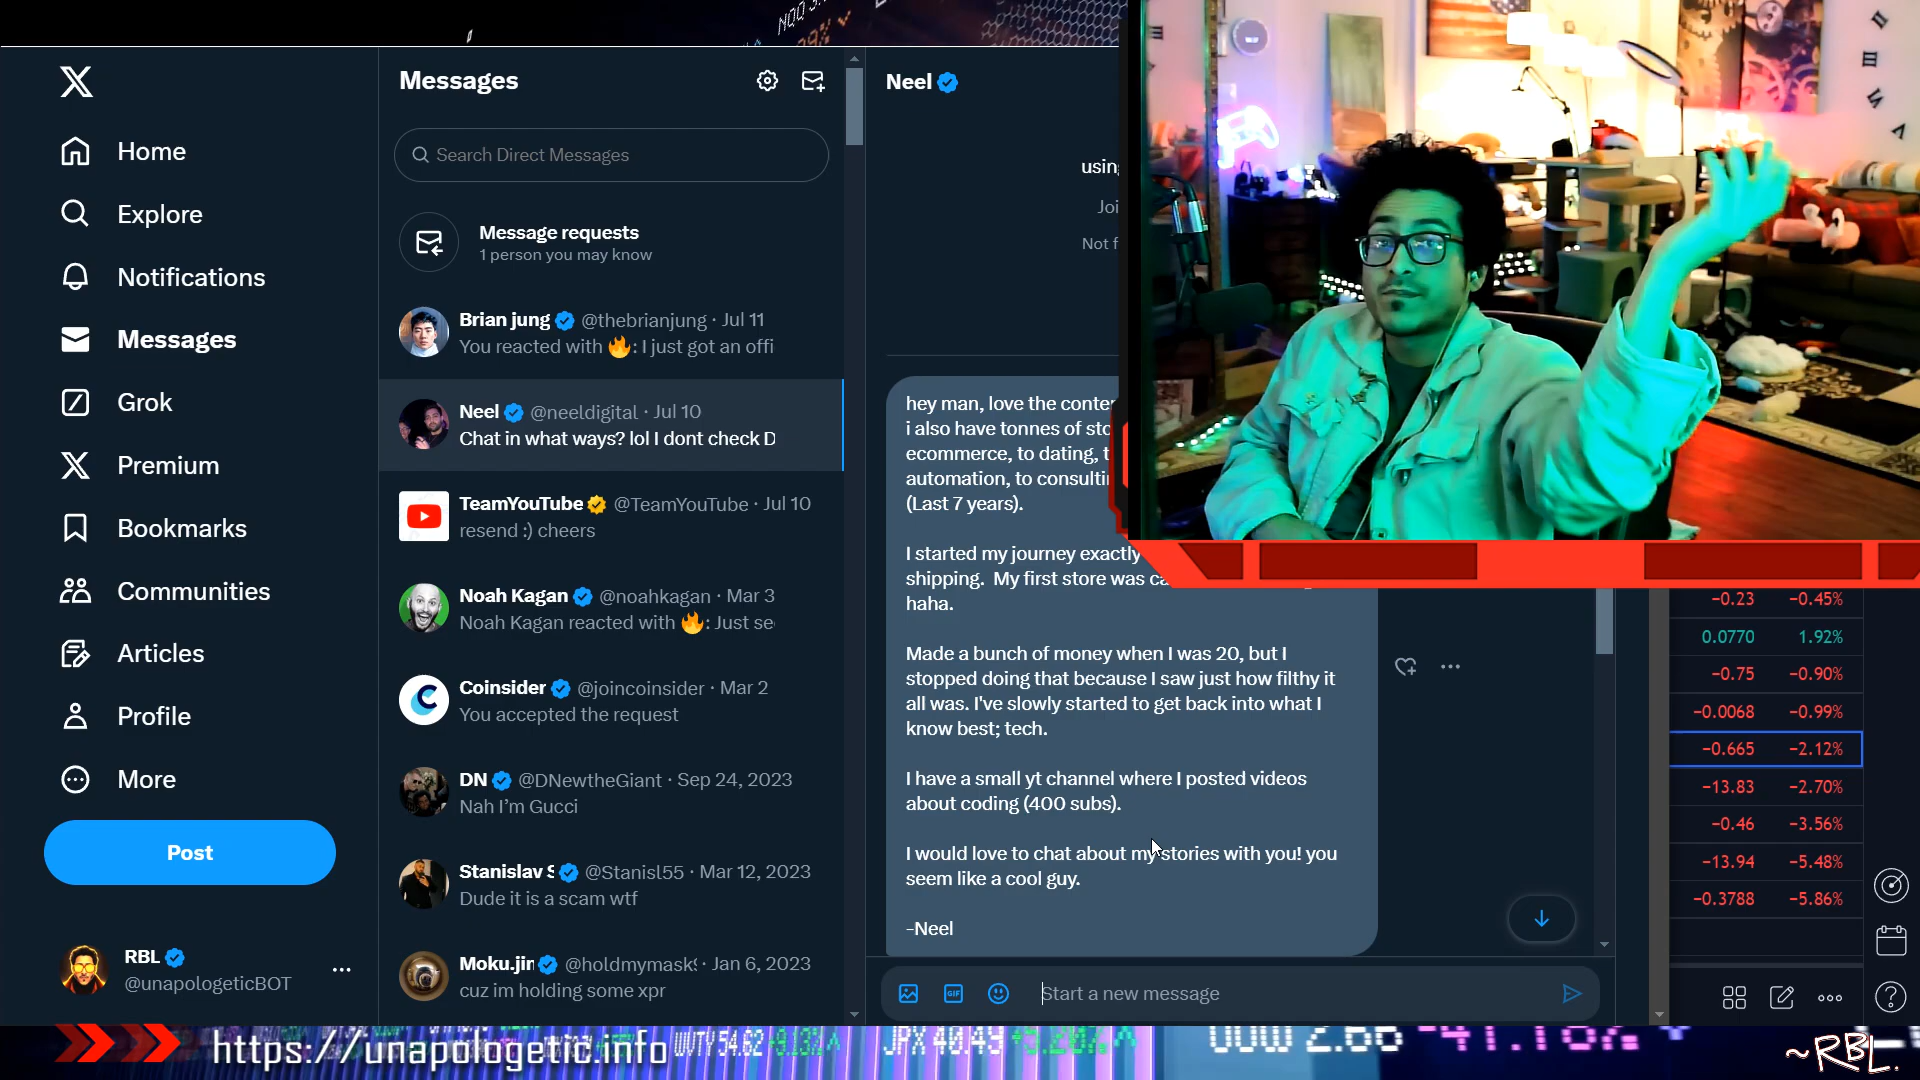 Home
Explore
Notifications
Messages
Grok
Premium
Bookmarks
Communities
Articles
Profile
More
Post
RBL
@unapologeticBOT
Messages
Search Direct Messages
Message requests
1 person you may know
Brian jung @thebrianjung · Jul 11
You reacted with 🔥: I just got an offi
Neel @neeldigital · Jul 10
Chat in what ways? lol I dont check D
TeamYouTube @TeamYouTube · Jul 10
resend :) cheers
Noah Kagan @noahkagan · Mar 3
Noah Kagan reacted with 🔥: Just se
Coinsider @joincoinsider · Mar 2
You accepted the request
DN @DNewtheGiant · Sep 24, 2023
Nah I'm Gucci
Stanislav S @Stanisl55 · Mar 12, 2023
Dude it is a scam wtf
Moku.jin @holdmymask · Jan 6, 2023
cuz im holding some xpr
Neel
using
Joi
Not f
hey man, love the conter
i also have tonnes of sto
ecommerce, to dating, t
automation, to consultin
(Last 7 years).
I started my journey exactly
shipping. My first store was ca
haha.
Made a bunch of money when I was 20, but I
stopped doing that because I saw just how filthy it
all was. I've slowly started to get back into what I
know best; tech.
I have a small yt channel where I posted videos
about coding (400 subs).
I would love to chat about my stories with you! you
seem like a cool guy.
-Neel
GIF
Start a new message
-0.23 -0.45%
0.0770 1.92%
-0.75 -0.90%
-0.0068 -0.99%
-0.665 -2.12%
-13.83 -2.70%
-0.46 -3.56%
-13.94 -5.48%
-0.3788 -5.86%
https://unapologetic.info
~RBL.